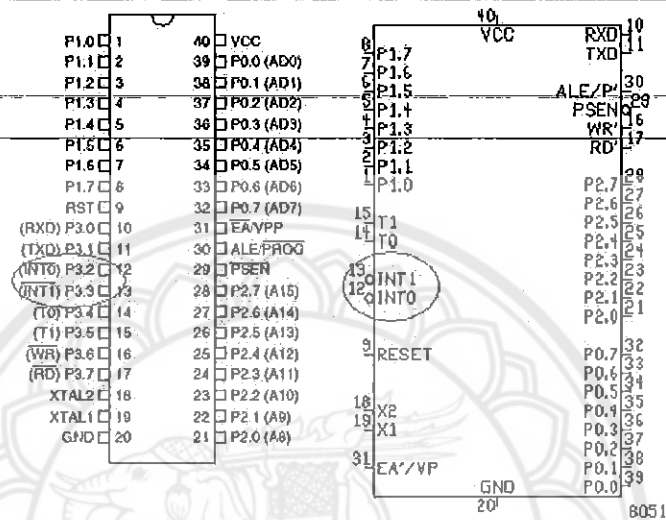 P1.0 1 40 VCC
P1.1 2 39 P0.0 (AD0)
P1.2 3 38 P0.1 (AD1)
P1.3 4 37 P0.2 (AD2)
P1.4 5 36 P0.3 (AD3)
P1.5 6 35 P0.4 (AD4)
P1.6 7 34 P0.5 (AD5)
P1.7 8 33 P0.6 (AD6)
RST 9 32 P0.7 (AD7)
(RXD) P3.0 10 31 EA/VPP
(TXD) P3.1 11 30 ALE/PROG
(INT0) P3.2 12 29 PSEN
(INT1) P3.3 13 28 P2.7 (A15)
(T0) P3.4 14 27 P2.6 (A14)
(T1) P3.5 15 26 P2.5 (A13)
(WR) P3.6 16 25 P2.4 (A12)
(RD) P3.7 17 24 P2.3 (A11)
XTAL2 18 23 P2.2 (A10)
XTAL1 19 22 P2.1 (A9)
GND 20 21 P2.0 (A8)
40
VCC RXD 10
8 P1.7 TXD 11
7 P1.6
6 P1.5 ALE/P' 30
5 P1.4 PSEN 29
4 P1.3 WR' 16
3 P1.2 RD' 17
2 P1.1
1 P1.0 P2.7 28
P2.6 27
15 T1 P2.5 26
14 T0 P2.4 25
P2.3 24
13 INT1 P2.2 23
12 INT0 P2.1 22
P2.0 21
9 RESET P0.7 32
P0.6 33
P0.5 34
18 X2 P0.4 35
19 X1 P0.3 36
P0.2 37
31 EA'/VP P0.1 38
GND P0.0 39
20
8051